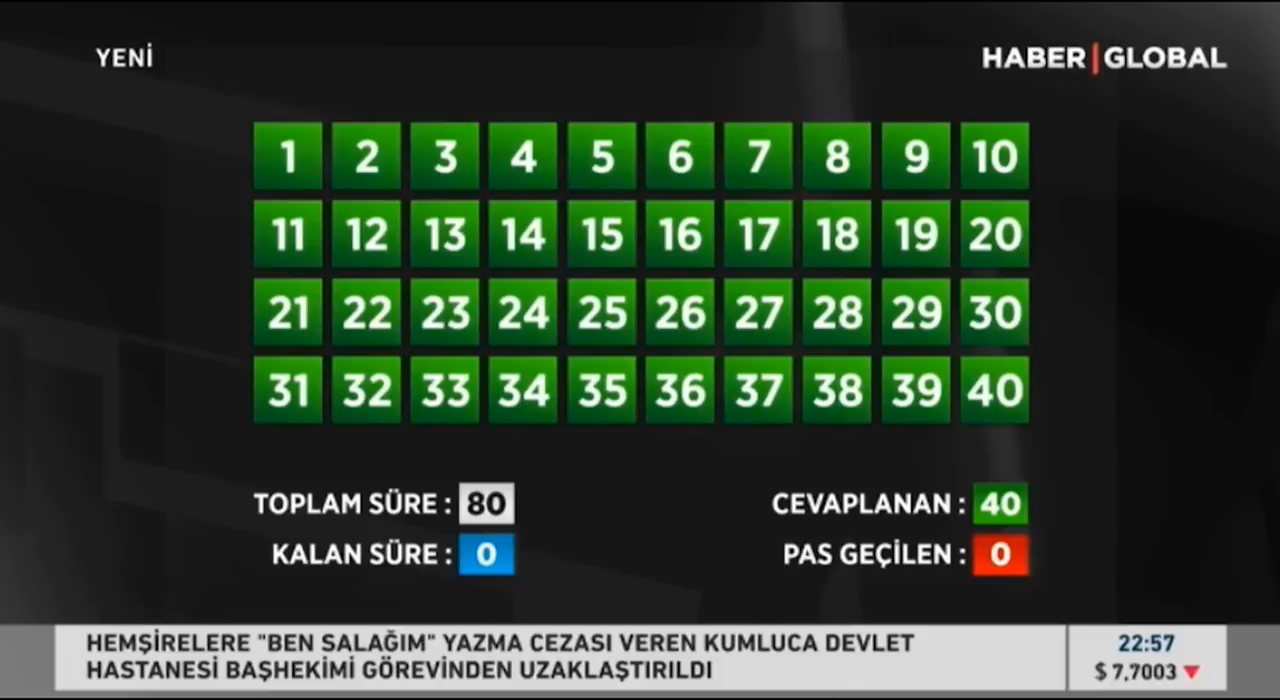 YENİ
HABER|GLOBAL
1 2 3 4 5 6 7 8 9 10
11 12 13 14 15 16 17 18 19 20
21 22 23 24 25 26 27 28 29 30
31 32 33 34 35 36 37 38 39 40
TOPLAM SÜRE : 80
CEVAPLANAN : 40
KALAN SÜRE : 0
PAS GEÇİLEN : 0
HEMŞİRELERE "BEN SALAĞIM" YAZMA CEZASI VEREN KUMLUCA DEVLET
HASTANESİ BAŞHEKİMİ GÖREVİNDEN UZAKLAŞTIRILDI
22:57
$ 7,7003 ▼